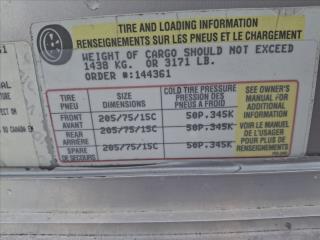 TIRE AND LOADING INFORMATION
RENSEIGNEMENTS SUR LES PNEUS ET LE CHARGEMENT
WEIGHT OF CARGO SHOULD NOT EXCEED
1438 KG. OR 3171 LB.
ORDER #:144361
TIRE
PNEU
SIZE
DIMENSIONS
COLD TIRE PRESSURE
PRESSION DES
PNEUS À FROID
SEE OWNER'S
MANUAL FOR
ADDITIONAL
INFORMATION
VOIR LE MANUEL
DE L'USAGER
POUR PLUS DE
RENSEIGNEMENTS
FRONT
AVANT
205/75/15C
50P.345K
REAR
ARRIÈRE
205/75/15C
50P.345K
SPARE
DE SECOURS
205/75/15C
50P.345K